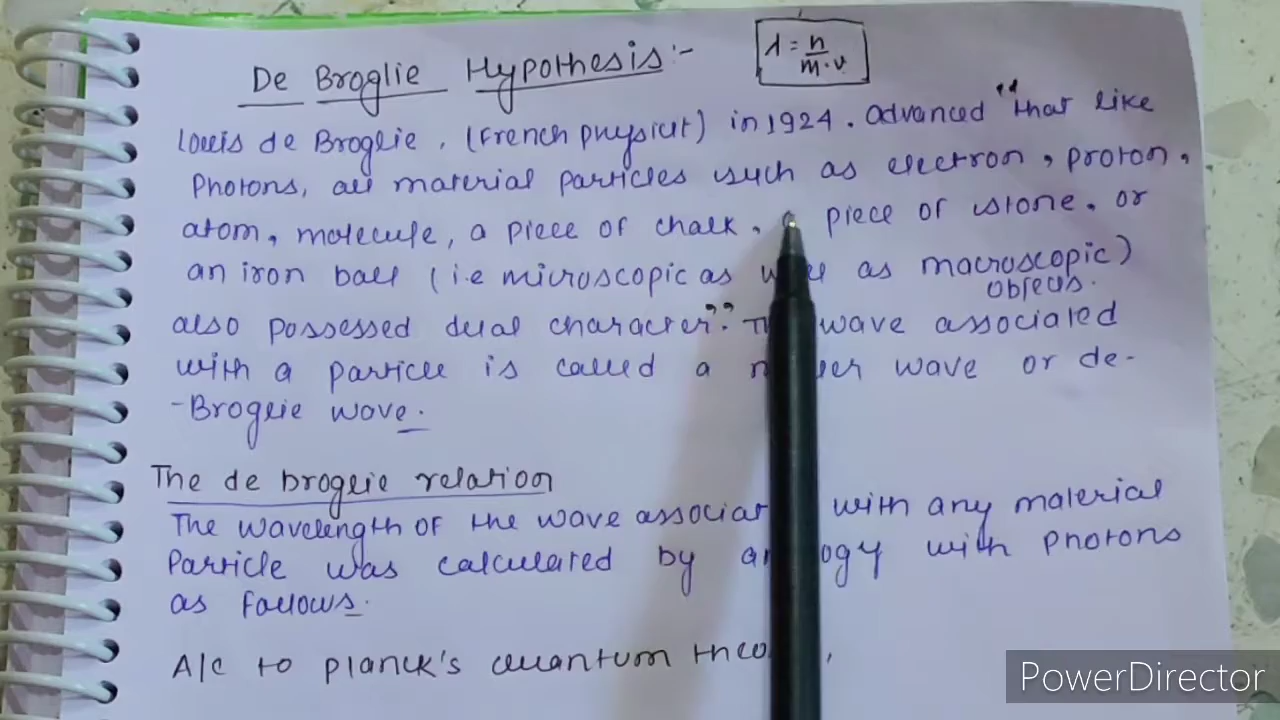 De Broglie Hypothesis :-
λ = h / m·v
Louis de Broglie, (French physicist) in 1924. Advanced "that like
Photons, all material particles such as electron, proton,
atom, molecule, a piece of chalk, piece of stone. or
an iron ball (i.e microscopic as as macroscopic)
objects.
also possessed dual character". wave associated
with a particle is called a wave or de-
-Broglie wave.
The de broglie relation
The wavelength of the wave with any material
Particle was calculated by with photons
as follows.
A/c to planck's quantum
PowerDirector